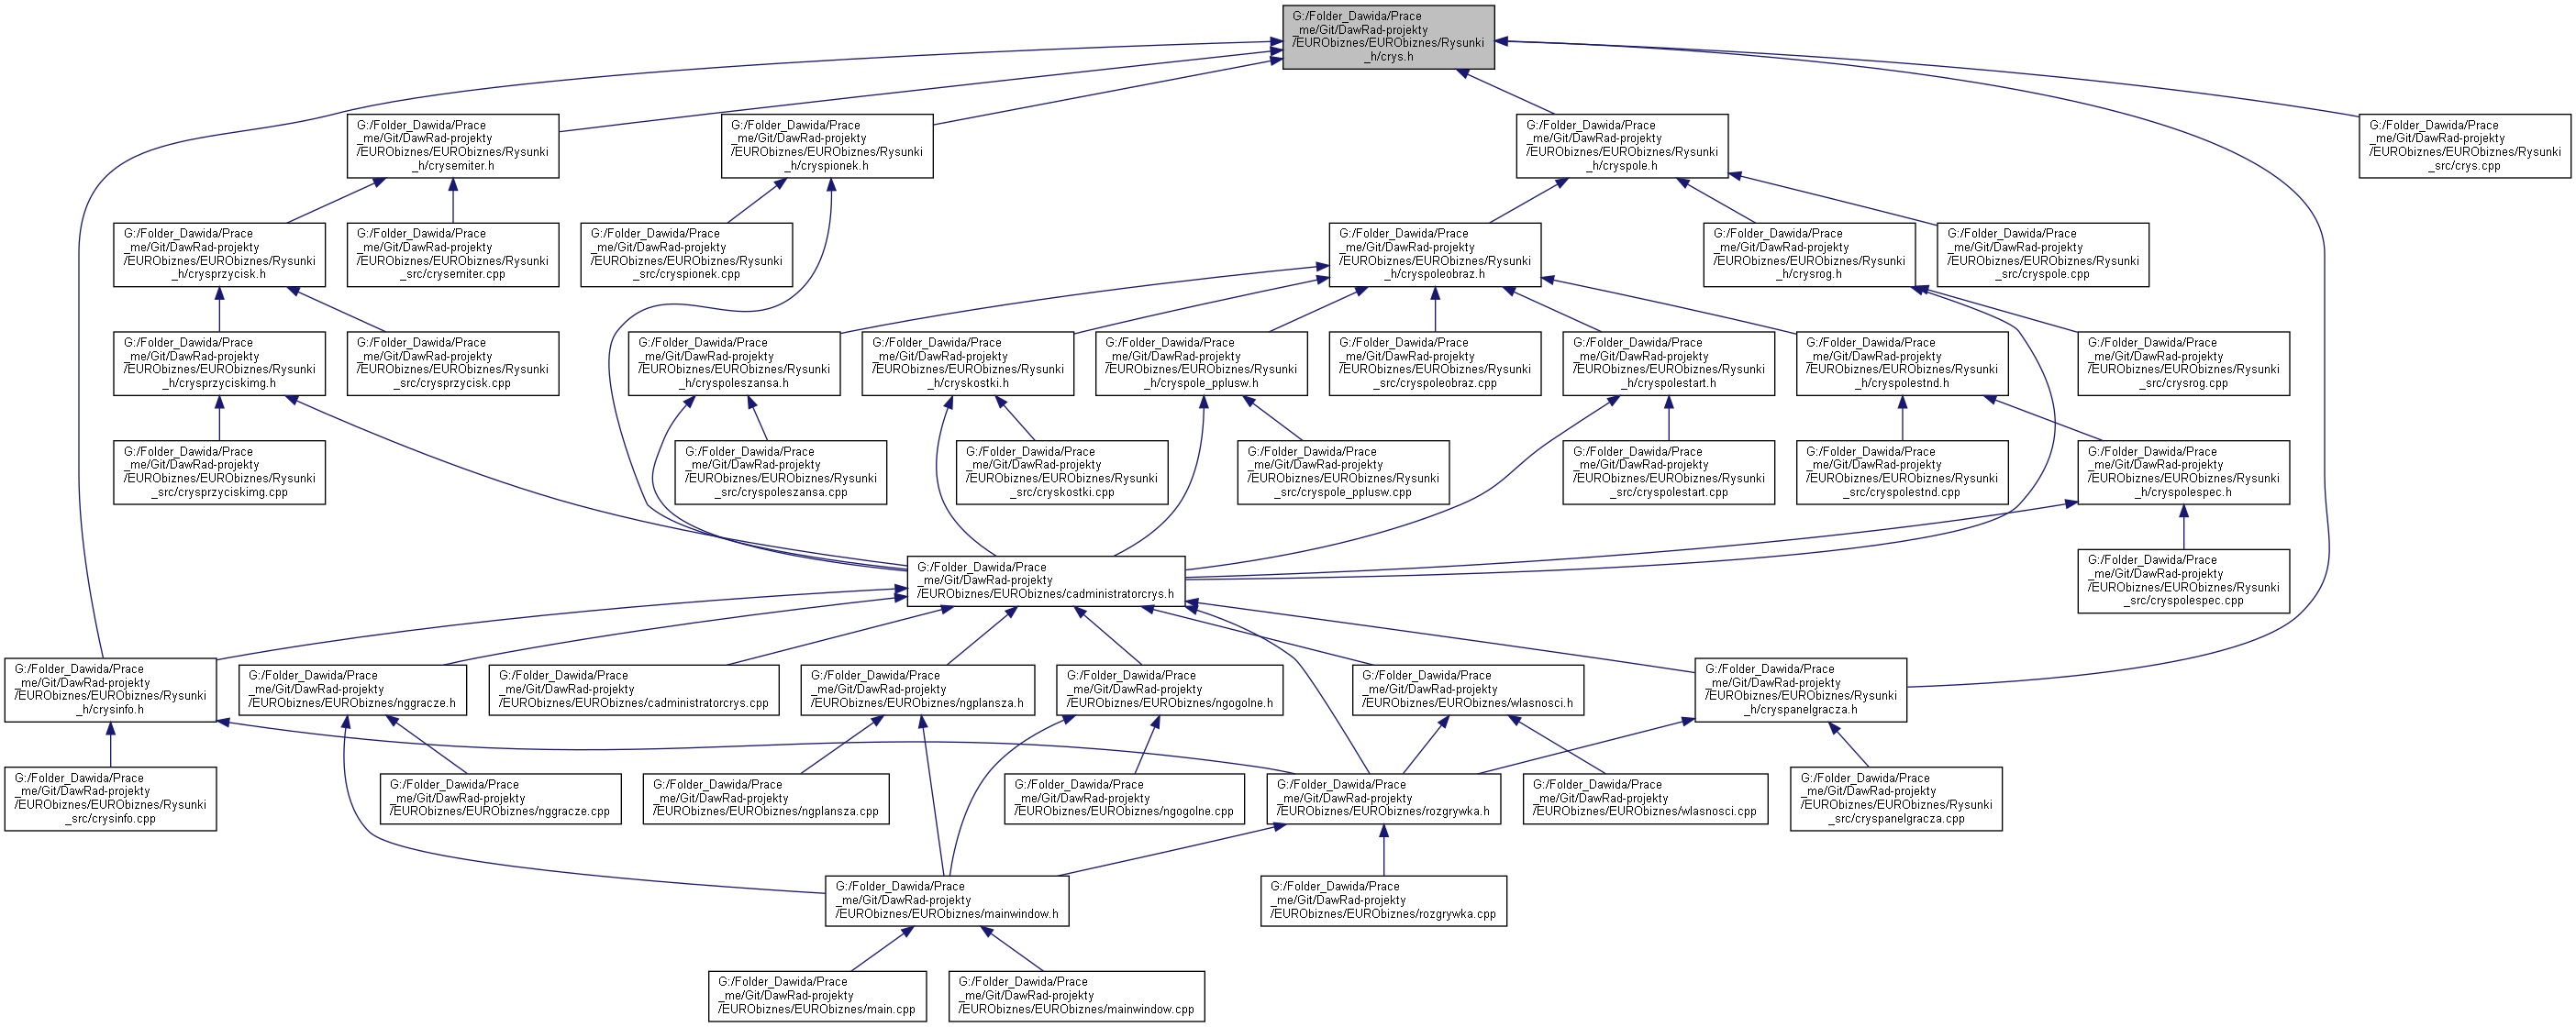 G:/Folder_Dawida/Prace
_me/Git/DawRad-projekty
/EURObiznes/EURObiznes/Rysunki
_h/crys.h
G:/Folder_Dawida/Prace
_me/Git/DawRad-projekty
/EURObiznes/EURObiznes/Rysunki
_h/crysemiter.h
G:/Folder_Dawida/Prace
_me/Git/DawRad-projekty
/EURObiznes/EURObiznes/Rysunki
_h/cryspionek.h
G:/Folder_Dawida/Prace
_me/Git/DawRad-projekty
/EURObiznes/EURObiznes/Rysunki
_h/cryspole.h
G:/Folder_Dawida/Prace
_me/Git/DawRad-projekty
/EURObiznes/EURObiznes/Rysunki
_src/crys.cpp
G:/Folder_Dawida/Prace
_me/Git/DawRad-projekty
/EURObiznes/EURObiznes/Rysunki
_h/crysprzycisk.h
G:/Folder_Dawida/Prace
_me/Git/DawRad-projekty
/EURObiznes/EURObiznes/Rysunki
_src/crysemiter.cpp
G:/Folder_Dawida/Prace
_me/Git/DawRad-projekty
/EURObiznes/EURObiznes/Rysunki
_src/cryspionek.cpp
G:/Folder_Dawida/Prace
_me/Git/DawRad-projekty
/EURObiznes/EURObiznes/Rysunki
_h/cryspoleobraz.h
G:/Folder_Dawida/Prace
_me/Git/DawRad-projekty
/EURObiznes/EURObiznes/Rysunki
_h/crysrog.h
G:/Folder_Dawida/Prace
_me/Git/DawRad-projekty
/EURObiznes/EURObiznes/Rysunki
_src/cryspole.cpp
G:/Folder_Dawida/Prace
_me/Git/DawRad-projekty
/EURObiznes/EURObiznes/Rysunki
_h/crysprzyciskimg.h
G:/Folder_Dawida/Prace
_me/Git/DawRad-projekty
/EURObiznes/EURObiznes/Rysunki
_src/crysprzycisk.cpp
G:/Folder_Dawida/Prace
_me/Git/DawRad-projekty
/EURObiznes/EURObiznes/Rysunki
_h/cryspoleszansa.h
G:/Folder_Dawida/Prace
_me/Git/DawRad-projekty
/EURObiznes/EURObiznes/Rysunki
_h/cryskostki.h
G:/Folder_Dawida/Prace
_me/Git/DawRad-projekty
/EURObiznes/EURObiznes/Rysunki
_h/cryspole_pplusw.h
G:/Folder_Dawida/Prace
_me/Git/DawRad-projekty
/EURObiznes/EURObiznes/Rysunki
_src/cryspoleobraz.cpp
G:/Folder_Dawida/Prace
_me/Git/DawRad-projekty
/EURObiznes/EURObiznes/Rysunki
_h/cryspolestart.h
G:/Folder_Dawida/Prace
_me/Git/DawRad-projekty
/EURObiznes/EURObiznes/Rysunki
_h/cryspolestnd.h
G:/Folder_Dawida/Prace
_me/Git/DawRad-projekty
/EURObiznes/EURObiznes/Rysunki
_src/crysrog.cpp
G:/Folder_Dawida/Prace
_me/Git/DawRad-projekty
/EURObiznes/EURObiznes/Rysunki
_src/crysprzyciskimg.cpp
G:/Folder_Dawida/Prace
_me/Git/DawRad-projekty
/EURObiznes/EURObiznes/Rysunki
_src/cryspoleszansa.cpp
G:/Folder_Dawida/Prace
_me/Git/DawRad-projekty
/EURObiznes/EURObiznes/Rysunki
_src/cryskostki.cpp
G:/Folder_Dawida/Prace
_me/Git/DawRad-projekty
/EURObiznes/EURObiznes/Rysunki
_src/cryspole_pplusw.cpp
G:/Folder_Dawida/Prace
_me/Git/DawRad-projekty
/EURObiznes/EURObiznes/Rysunki
_src/cryspolestart.cpp
G:/Folder_Dawida/Prace
_me/Git/DawRad-projekty
/EURObiznes/EURObiznes/Rysunki
_src/cryspolestnd.cpp
G:/Folder_Dawida/Prace
_me/Git/DawRad-projekty
/EURObiznes/EURObiznes/Rysunki
_h/cryspolespec.h
G:/Folder_Dawida/Prace
_me/Git/DawRad-projekty
/EURObiznes/EURObiznes/cadministratorcrys.h
G:/Folder_Dawida/Prace
_me/Git/DawRad-projekty
/EURObiznes/EURObiznes/Rysunki
_src/cryspolespec.cpp
G:/Folder_Dawida/Prace
_me/Git/DawRad-projekty
/EURObiznes/EURObiznes/Rysunki
_h/crysinfo.h
G:/Folder_Dawida/Prace
_me/Git/DawRad-projekty
/EURObiznes/EURObiznes/nggracze.h
G:/Folder_Dawida/Prace
_me/Git/DawRad-projekty
/EURObiznes/EURObiznes/cadministratorcrys.cpp
G:/Folder_Dawida/Prace
_me/Git/DawRad-projekty
/EURObiznes/EURObiznes/ngplansza.h
G:/Folder_Dawida/Prace
_me/Git/DawRad-projekty
/EURObiznes/EURObiznes/ngogolne.h
G:/Folder_Dawida/Prace
_me/Git/DawRad-projekty
/EURObiznes/EURObiznes/wlasnosci.h
G:/Folder_Dawida/Prace
_me/Git/DawRad-projekty
/EURObiznes/EURObiznes/Rysunki
_h/cryspanelgracza.h
G:/Folder_Dawida/Prace
_me/Git/DawRad-projekty
/EURObiznes/EURObiznes/Rysunki
_src/crysinfo.cpp
G:/Folder_Dawida/Prace
_me/Git/DawRad-projekty
/EURObiznes/EURObiznes/nggracze.cpp
G:/Folder_Dawida/Prace
_me/Git/DawRad-projekty
/EURObiznes/EURObiznes/ngplansza.cpp
G:/Folder_Dawida/Prace
_me/Git/DawRad-projekty
/EURObiznes/EURObiznes/ngogolne.cpp
G:/Folder_Dawida/Prace
_me/Git/DawRad-projekty
/EURObiznes/EURObiznes/rozgrywka.h
G:/Folder_Dawida/Prace
_me/Git/DawRad-projekty
/EURObiznes/EURObiznes/wlasnosci.cpp
G:/Folder_Dawida/Prace
_me/Git/DawRad-projekty
/EURObiznes/EURObiznes/Rysunki
_src/cryspanelgracza.cpp
G:/Folder_Dawida/Prace
_me/Git/DawRad-projekty
/EURObiznes/EURObiznes/mainwindow.h
G:/Folder_Dawida/Prace
_me/Git/DawRad-projekty
/EURObiznes/EURObiznes/rozgrywka.cpp
G:/Folder_Dawida/Prace
_me/Git/DawRad-projekty
/EURObiznes/EURObiznes/main.cpp
G:/Folder_Dawida/Prace
_me/Git/DawRad-projekty
/EURObiznes/EURObiznes/mainwindow.cpp